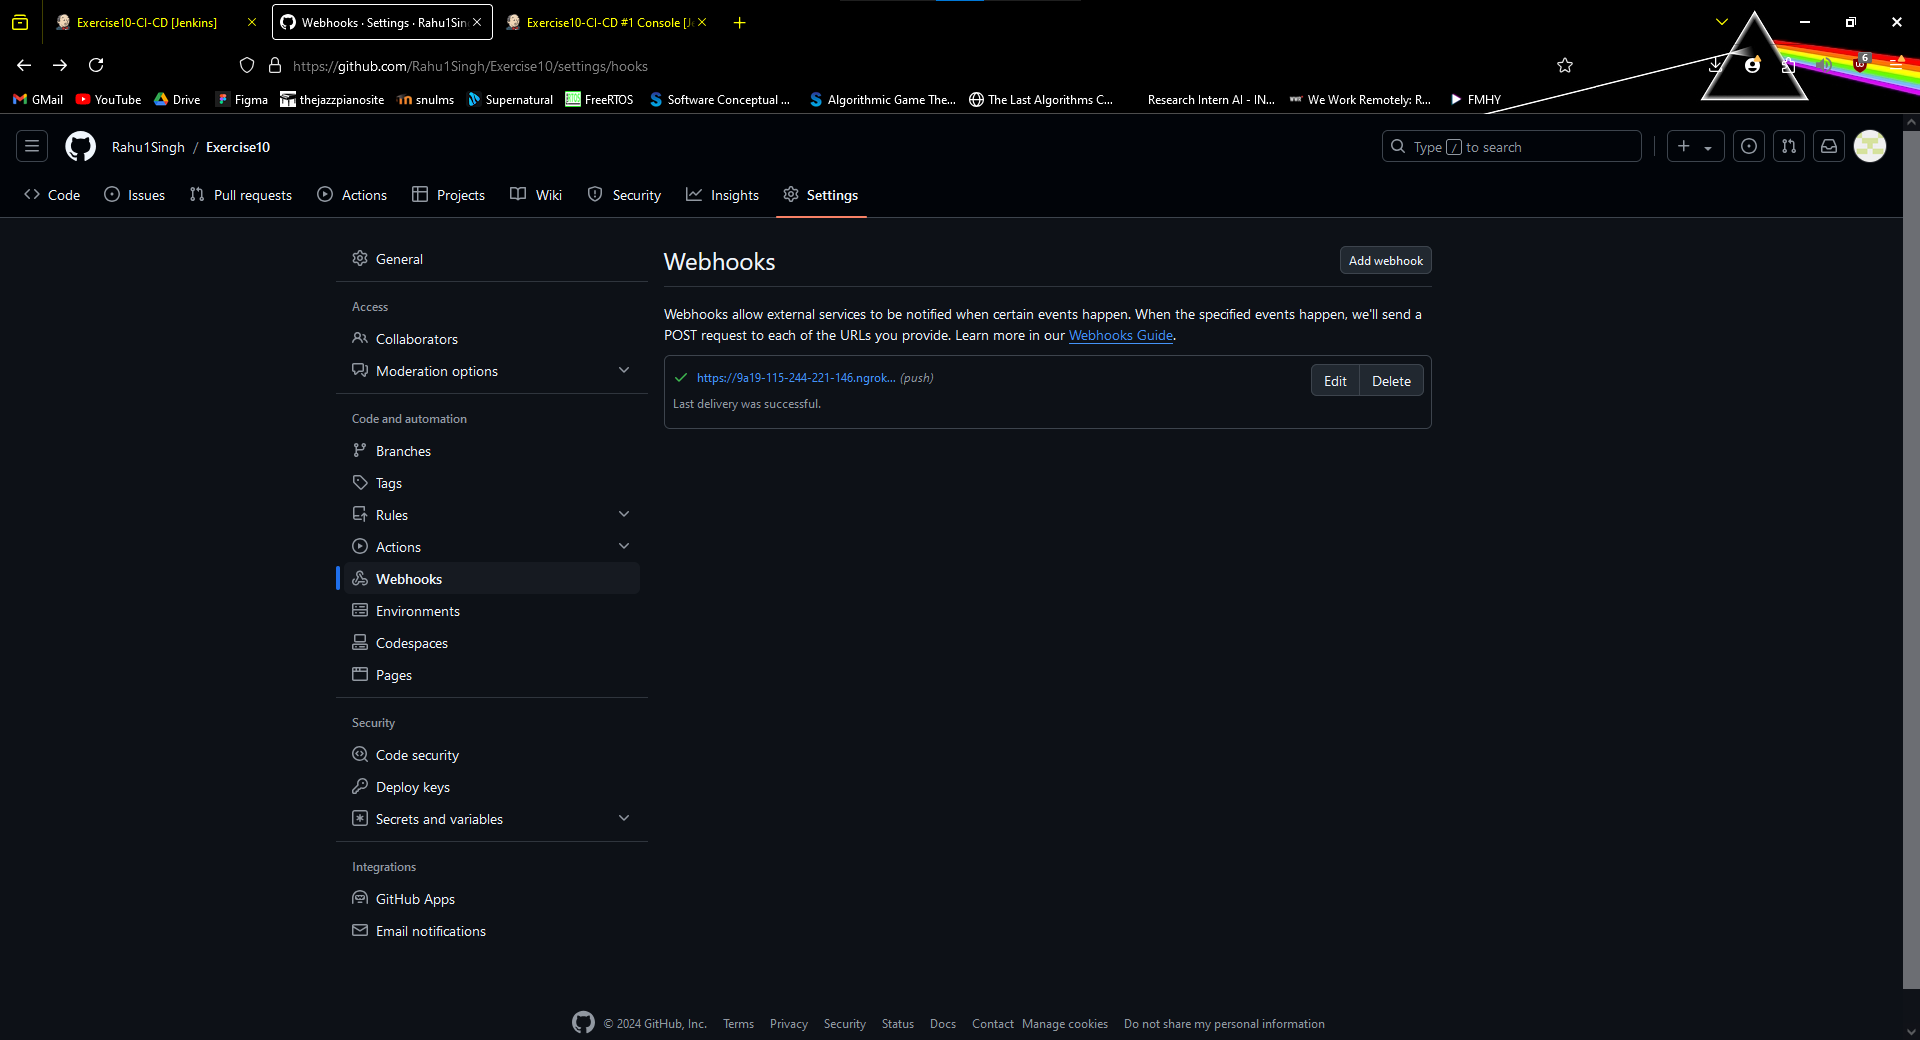 Exercise10-CI-CD [Jenkins]
Webhooks · Settings · Rahu1Sin
Exercise10-CI-CD #1 Console [Je
https://github.com/Rahu1Singh/Exercise10/settings/hooks
6
GMail YouTube Drive Figma thejazzpianosite snulms Supernatural FreeRTOS Software Conceptual ... Algorithmic Game The... The Last Algorithms C... Research Intern AI - IN... We Work Remotely: R... FMHY
Rahu1Singh / Exercise10
Type / to search
Code Issues Pull requests Actions Projects Wiki Security Insights Settings
General
Access
Collaborators
Moderation options
Code and automation
Branches
Tags
Rules
Actions
Webhooks
Environments
Codespaces
Pages
Security
Code security
Deploy keys
Secrets and variables
Integrations
GitHub Apps
Email notifications
Webhooks
Add webhook
Webhooks allow external services to be notified when certain events happen. When the specified events happen, we'll send a
POST request to each of the URLs you provide. Learn more in our Webhooks Guide.
https://9a19-115-244-221-146.ngrok... (push)
Edit Delete
Last delivery was successful.
© 2024 GitHub, Inc. Terms Privacy Security Status Docs Contact Manage cookies Do not share my personal information